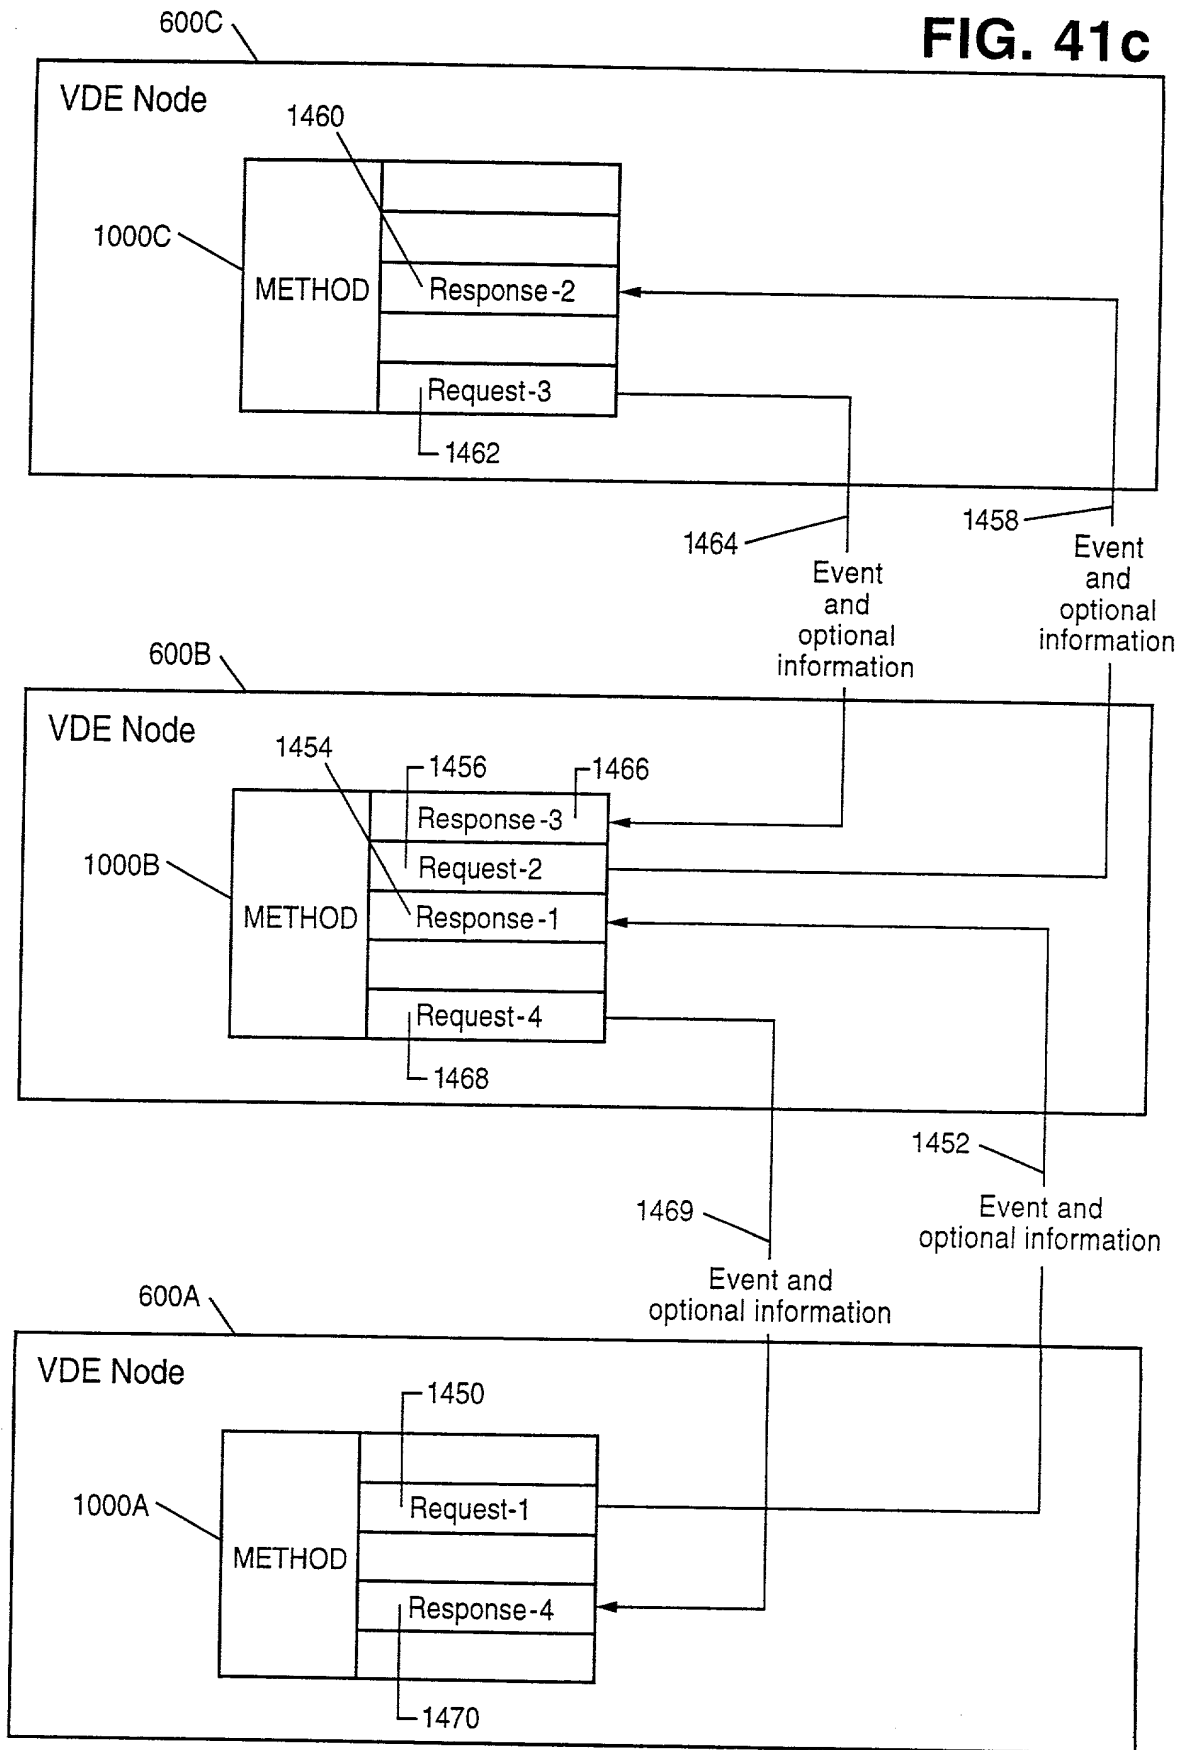 600C
FIG. 41c
VDE Node
1460
1000C
METHOD
Response-2
Request-3
1462
1464
1458
Event
and
optional
information
Event
and
optional
information
600B
VDE Node
1454
1456
1466
Response-3
1000B
Request-2
METHOD
Response-1
Request-4
1468
1452
1469
Event and
optional information
Event and
optional information
600A
VDE Node
1450
1000A
Request-1
METHOD
Response-4
1470